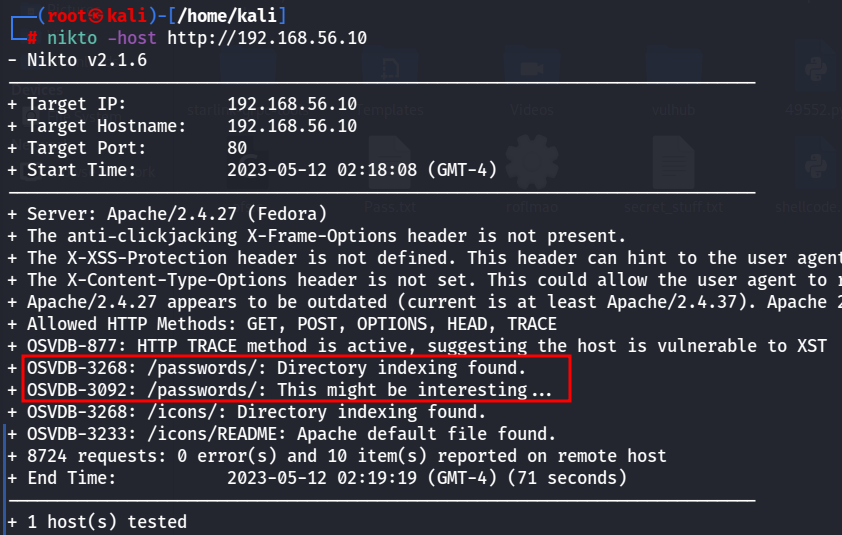 (root㉿kali)-[/home/kali]
# nikto -host http://192.168.56.10
- Nikto v2.1.6
+ Target IP: 192.168.56.10
+ Target Hostname: 192.168.56.10
+ Target Port: 80
+ Start Time: 2023-05-12 02:18:08 (GMT-4)
+ Server: Apache/2.4.27 (Fedora)
+ The anti-clickjacking X-Frame-Options header is not present.
+ The X-XSS-Protection header is not defined. This header can hint to the user agent
+ The X-Content-Type-Options header is not set. This could allow the user agent to
+ Apache/2.4.27 appears to be outdated (current is at least Apache/2.4.37). Apache
+ Allowed HTTP Methods: GET, POST, OPTIONS, HEAD, TRACE
+ OSVDB-877: HTTP TRACE method is active, suggesting the host is vulnerable to XST
+ OSVDB-3268: /passwords/: Directory indexing found.
+ OSVDB-3092: /passwords/: This might be interesting...
+ OSVDB-3268: /icons/: Directory indexing found.
+ OSVDB-3233: /icons/README: Apache default file found.
+ 8724 requests: 0 error(s) and 10 item(s) reported on remote host
+ End Time: 2023-05-12 02:19:19 (GMT-4) (71 seconds)
+ 1 host(s) tested